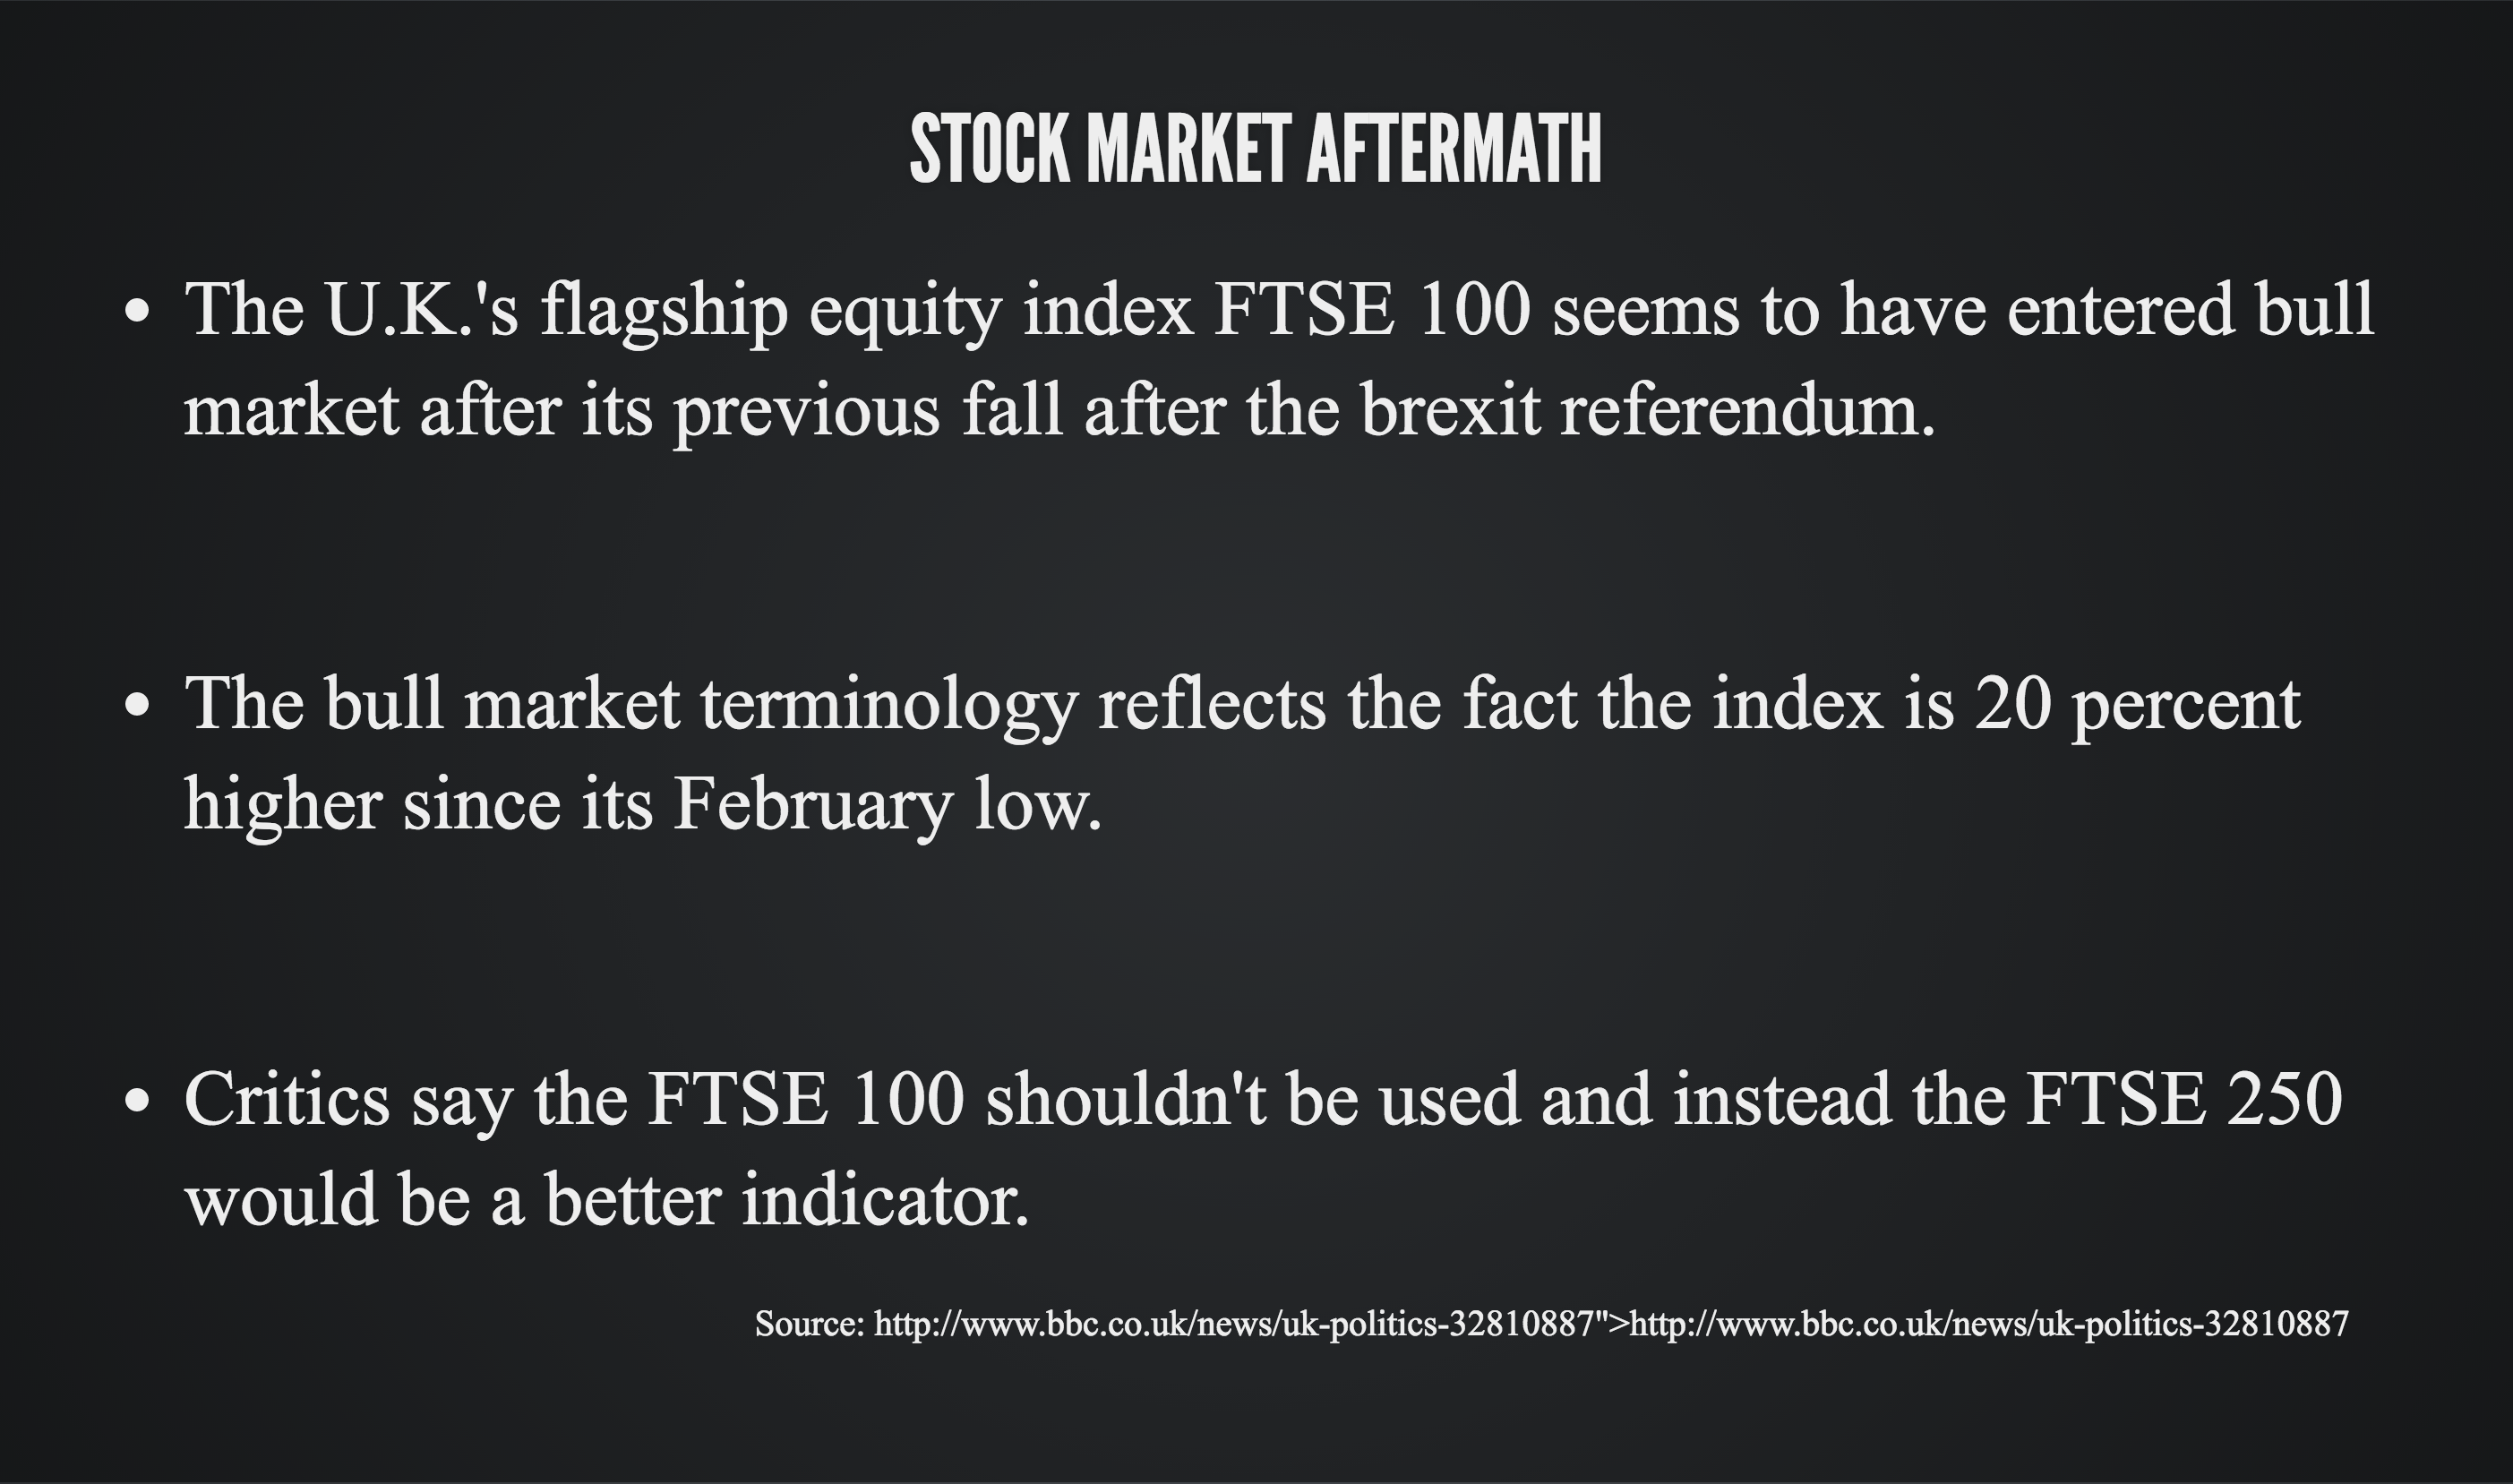 STOCK MARKET AFTERMATH
• The U.K.'s flagship equity index FTSE 100 seems to have entered bull
market after its previous fall after the brexit referendum.
• The bull market terminology reflects the fact the index is 20 percent
higher since its February low.
• Critics say the FTSE 100 shouldn't be used and instead the FTSE 250
would be a better indicator.
Source: http://www.bbc.co.uk/news/uk-politics-32810887">http://www.bbc.co.uk/news/uk-politics-32810887